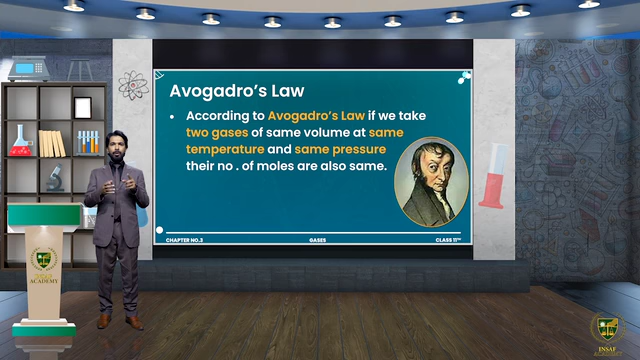 Avogadro's Law
• According to Avogadro's Law if we take
two gases of same volume at same
temperature and same pressure
their no . of moles are also same.
CHAPTER NO.3 GASES CLASS 11TH
ACADEMY
INSAF